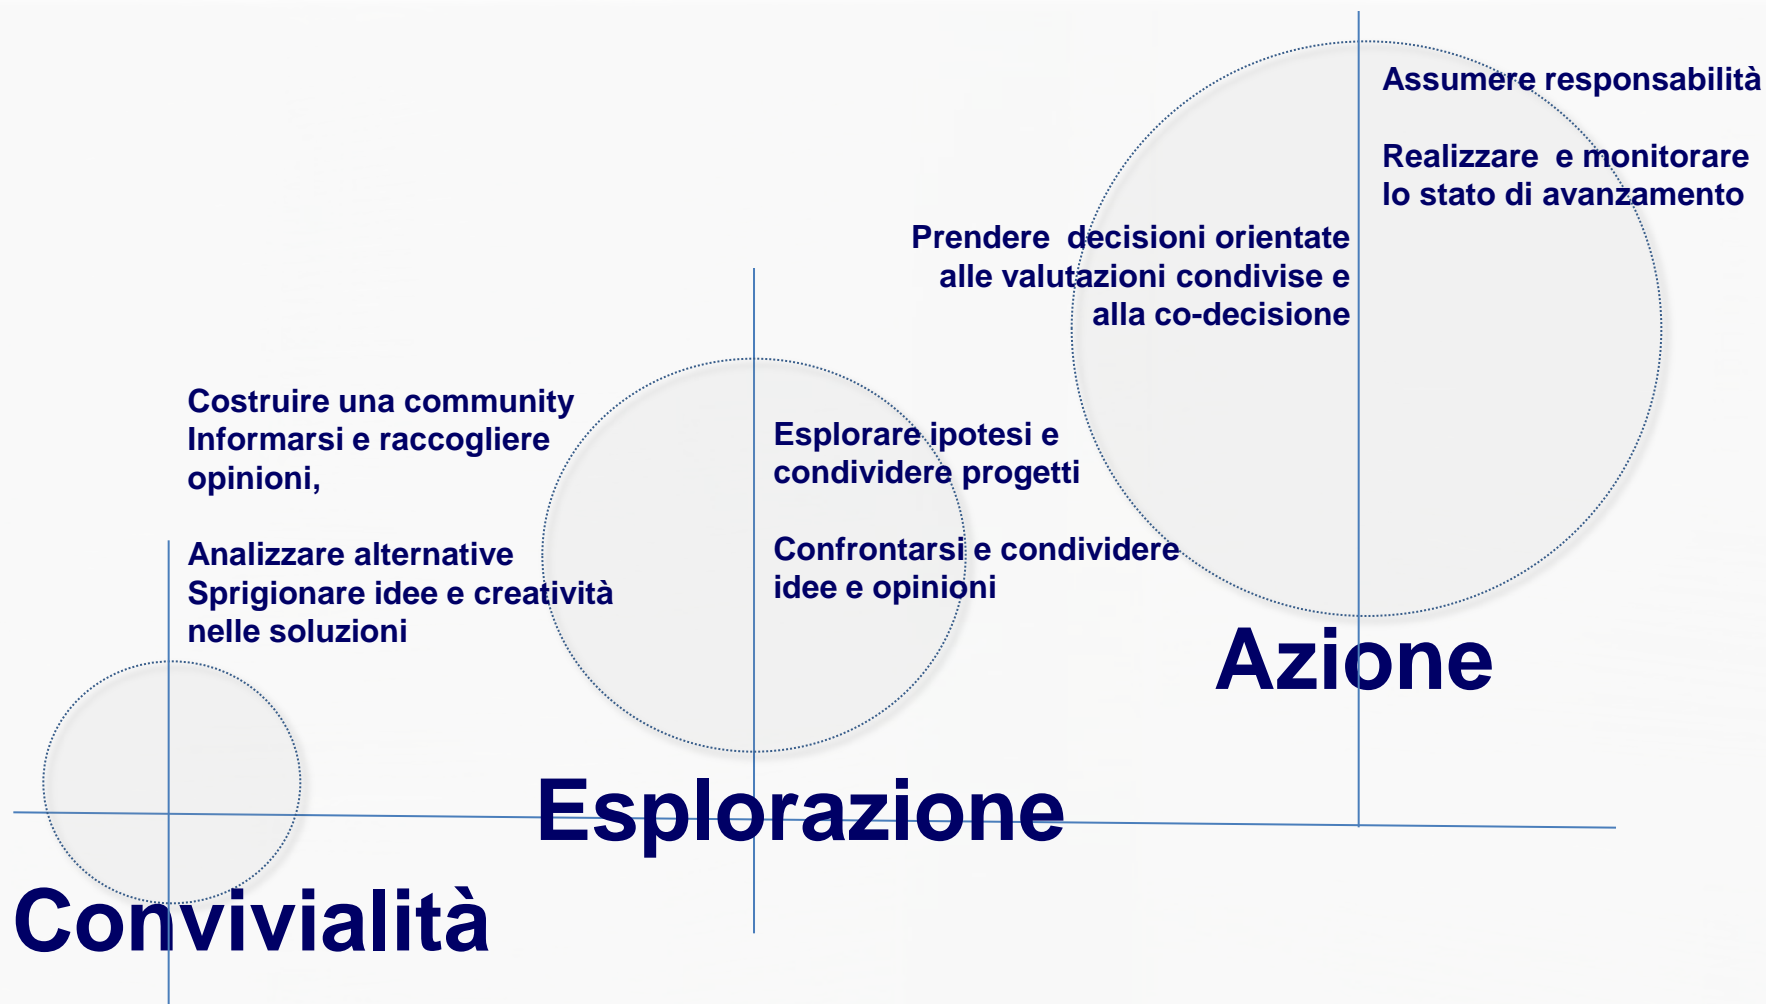 Costruire una community
Informarsi e raccogliere
opinioni,
Analizzare alternative
Sprigionare idee e creatività
nelle soluzioni
Convivialità
Esplorare ipotesi e
condividere progetti
Confrontarsi e condividere
idee e opinioni
Esplorazione
Prendere  decisioni orientate
alle valutazioni condivise e
alla co-decisione
Assumere responsabilità
Realizzare  e monitorare
lo stato di avanzamento
Azione